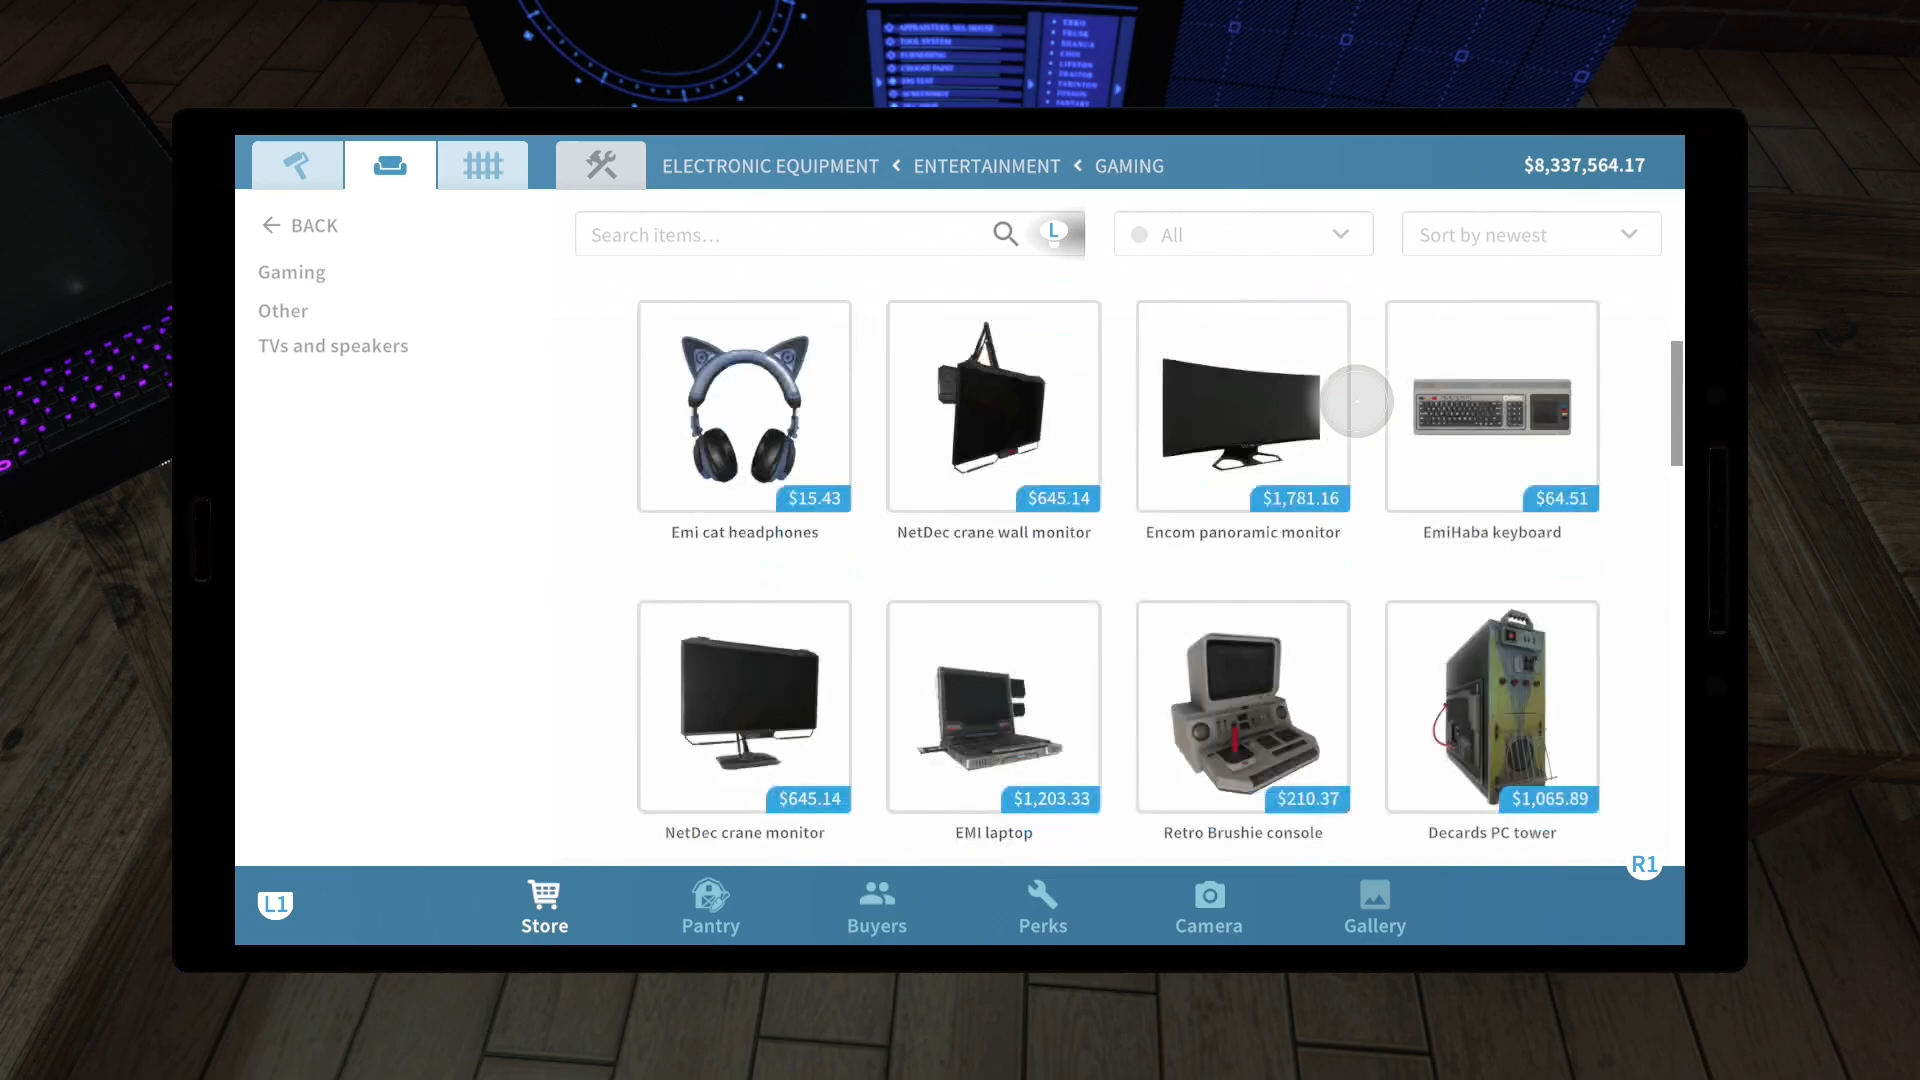 TOOL SYSTEM
ELECTRONIC EQUIPMENT < ENTERTAINMENT < GAMING
$8,337,564.17
BACK
Gaming
Other
TVs and speakers
Search items...
L
All
Sort by newest
$15.43
Emi cat headphones
$645.14
NetDec crane wall monitor
$1,781.16
Encom panoramic monitor
$64.51
EmiHaba keyboard
$645.14
NetDec crane monitor
$1,203.33
EMI laptop
$210.37
Retro Brushie console
$1,065.89
Decards PC tower
L1
Store
Pantry
Buyers
Perks
Camera
Gallery
R1